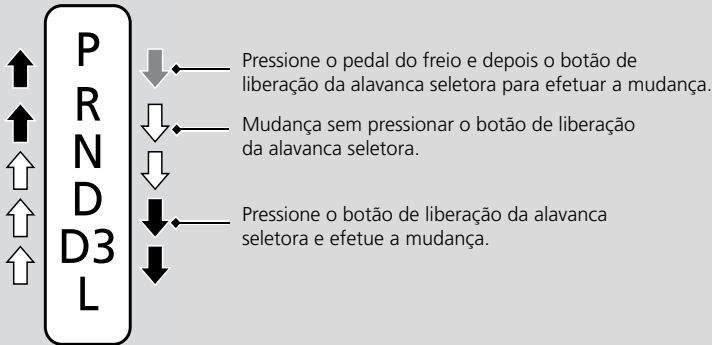 P
R
N
D
D3
L
Pressione o pedal do freio e depois o botão de
liberação da alavanca seletora para efetuar a mudança.
Mudança sem pressionar o botão de liberação
da alavanca seletora.
Pressione o botão de liberação da alavanca
seletora e efetue a mudança.